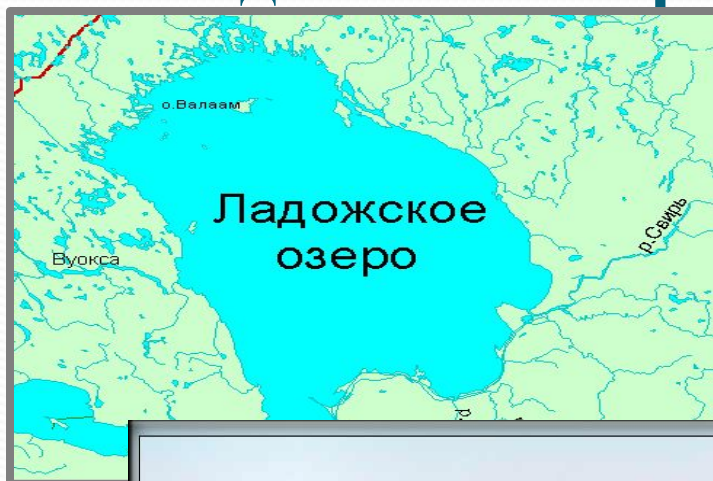 о.Валаам
Ладожское
озеро
р.Свирь
Вуокса